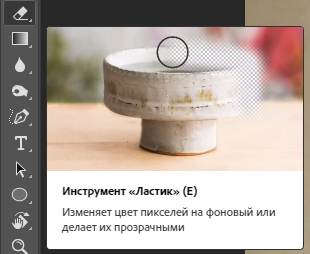 Инструмент «Ластик» (E)
Изменяет цвет пикселей на фоновый или
делает их прозрачными